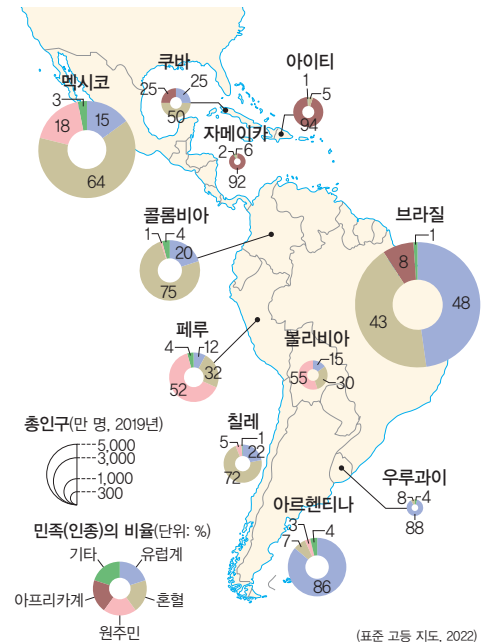 쿠바
25
25
50
아이티
1
5
94
멕시코
3
15
18
64
자메이카
2
6
92
콜롬비아
1
4
20
75
브라질
1
8
48
43
페루
4
12
32
52
볼리비아
15
55
30
칠레
5
1
22
72
총인구(만 명, 2019년)
5,000
3,000
1,000
300
우루과이
8
4
88
아르헨티나
3
4
7
86
민족(인종)의 비율(단위: %)
기타
유럽계
아프리카계
혼혈
원주민
(표준 고등 지도, 2022)